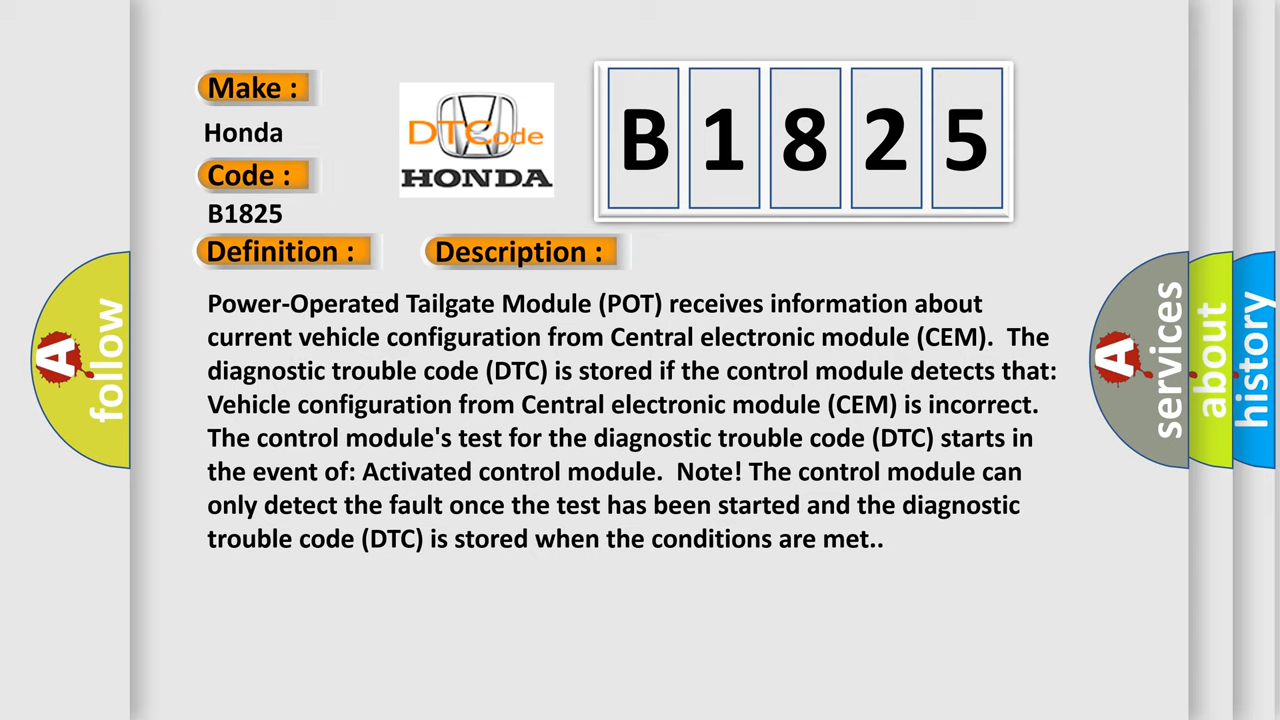 Make :
Honda
Code :
B1825
DTCode
HONDA
B 1 8 2 5
Definition :
Description :
Power-Operated Tailgate Module (POT) receives information about
current vehicle configuration from Central electronic module (CEM).  The
diagnostic trouble code (DTC) is stored if the control module detects that:
Vehicle configuration from Central electronic module (CEM) is incorrect.
The control module's test for the diagnostic trouble code (DTC) starts in
the event of: Activated control module.  Note! The control module can
only detect the fault once the test has been started and the diagnostic
trouble code (DTC) is stored when the conditions are met..
A
follow
A
services
about
history